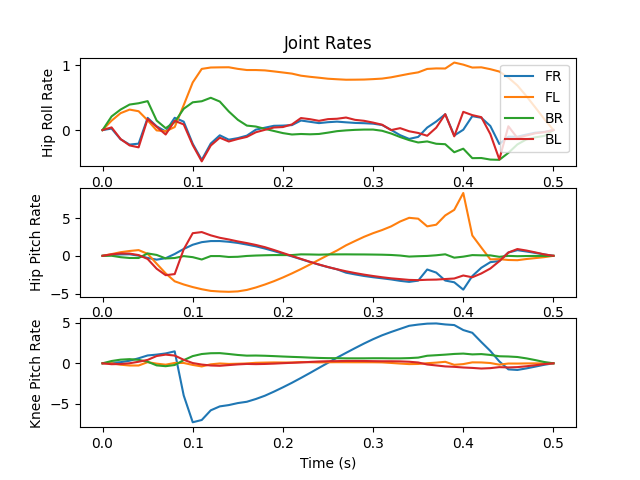 Joint Rates
Hip Roll Rate
1
0
FR
FL
BR
BL
0.0 0.1 0.2 0.3 0.4 0.5
Hip Pitch Rate
5
0
−5
0.0 0.1 0.2 0.3 0.4 0.5
Knee Pitch Rate
5
0
−5
0.0 0.1 0.2 0.3 0.4 0.5
Time (s)